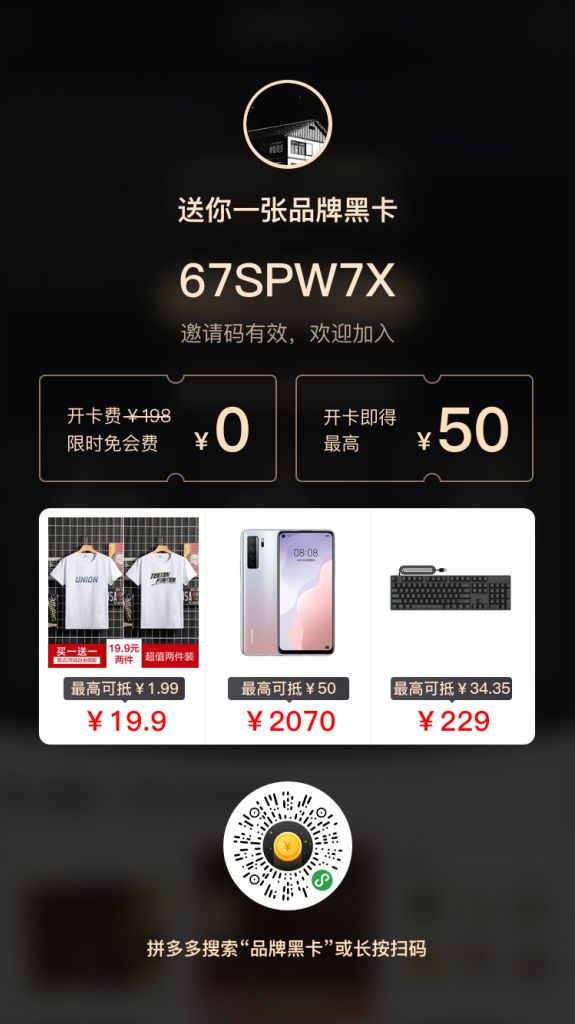 送你一张品牌黑卡
67SPW7X
邀请码有效，欢迎加入
开卡费¥198
限时免会费
¥0
开卡即得
最高
¥50
UNION
买一送一
19.9元
两件
超值两件装
08:08
最高可抵¥1.99
最高可抵¥50
最高可抵¥34.35
¥19.9
¥2070
¥229
拼多多搜索“品牌黑卡”或长按扫码